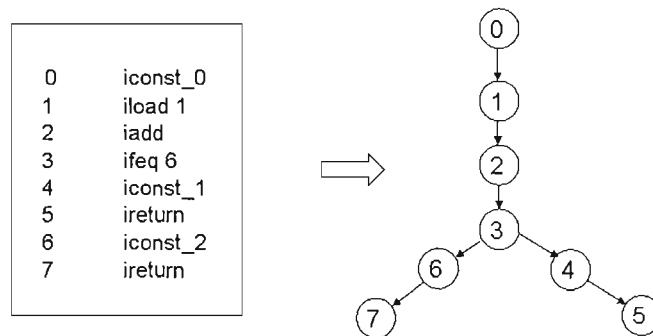 0 iconst_0
1 iload 1
2 iadd
3 ifeq 6
4 iconst_1
5 ireturn
6 iconst_2
7 ireturn
0
1
2
3
6 4
7 5